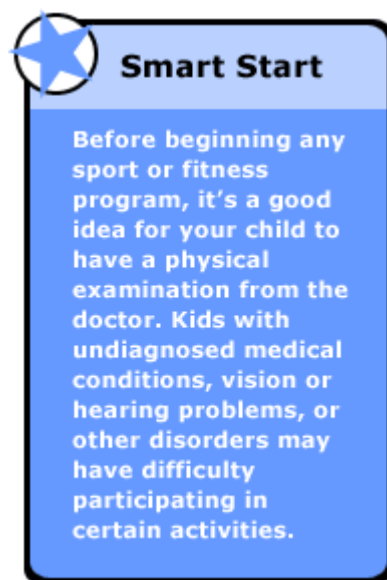 Smart Start
Before beginning any
sport or fitness
program, it's a good
idea for your child to
have a physical
examination from the
doctor. Kids with
undiagnosed medical
conditions, vision or
hearing problems, or
other disorders may
have difficulty
participating in
certain activities.